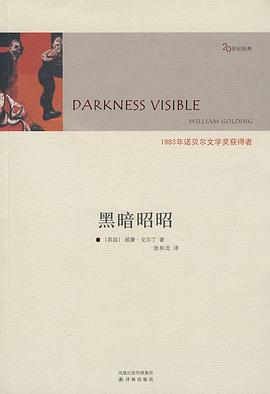 20世纪经典
DARKNESS VISIBLE
WILLIAM GOLDING
1983年诺贝尔文学奖获得者
黑暗昭昭
[英国] 威廉·戈尔丁 著
张和龙 译
凤凰出版传媒集团
译林出版社